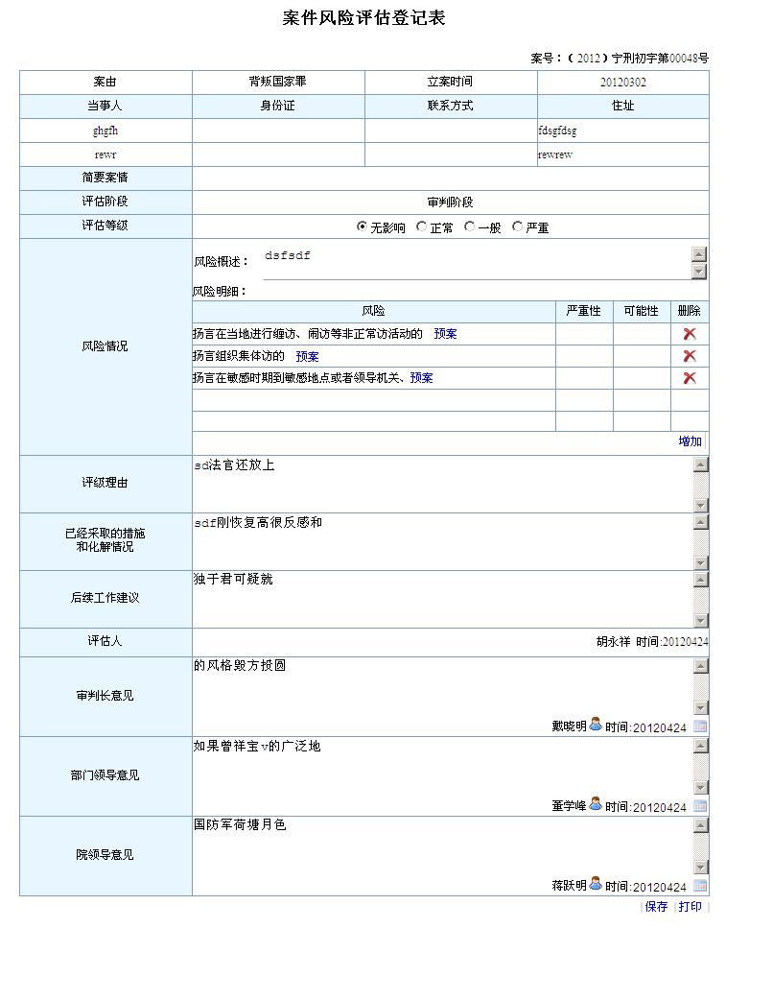 案件风险评估登记表
案号：（2012）宁刑初字第00048号
案由 背叛国家罪 立案时间 20120302
当事人 身份证 联系方式 住址
ghgfh fdsgfdsg
rewr rewrew
简要案情
评估阶段 审判阶段
评估等级 无影响 正常 一般 严重
风险情况
风险概述： dsfsdf
风险明细：
风险 严重性 可能性 删除
扬言在当地进行缠访、闹访等非正常访活动的 预案
扬言组织集体访的 预案
扬言在敏感时期到敏感地点或者领导机关、预案
增加
评级理由 sd法官还放上
已经采取的措施
和化解情况
sdf刚恢复高很反感和
后续工作建议 独于君可疑就
评估人 胡永祥 时间:20120424
审判长意见 的风格毁方投圆
戴晓明 时间:20120424
部门领导意见 如果曾祥宝v的广泛地
董学峰 时间:20120424
院领导意见 国防军荷塘月色
蒋跃明 时间:20120424
|保存 |打印 |